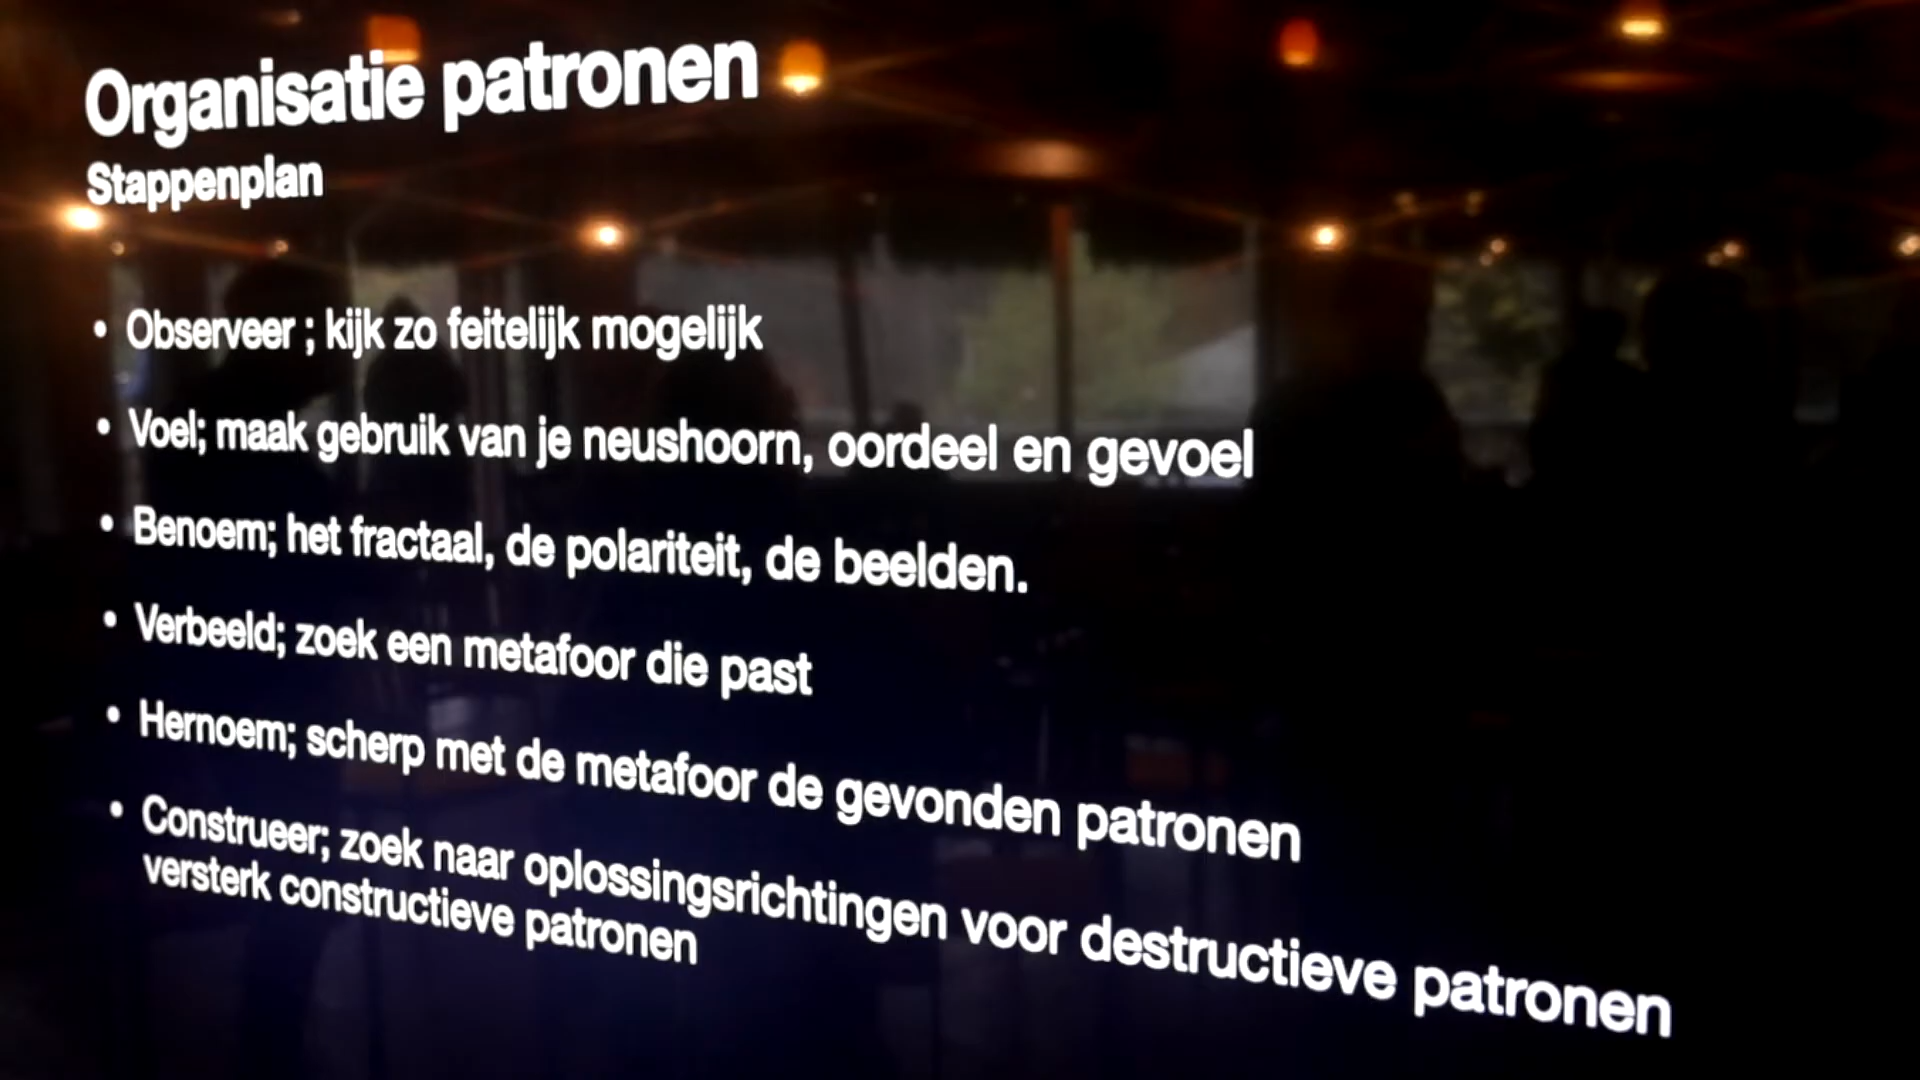 Organisatie patronen
Stappenplan
• Observeer ; kijk zo feitelijk mogelijk
• Voel; maak gebruik van je neushoorn, oordeel en gevoel
• Benoem; het fractaal, de polariteit, de beelden.
• Verbeeld; zoek een metafoor die past
• Hernoem; scherp met de metafoor de gevonden patronen
• Construeer; zoek naar oplossingsrichtingen voor destructieve patronen
versterk constructieve patronen